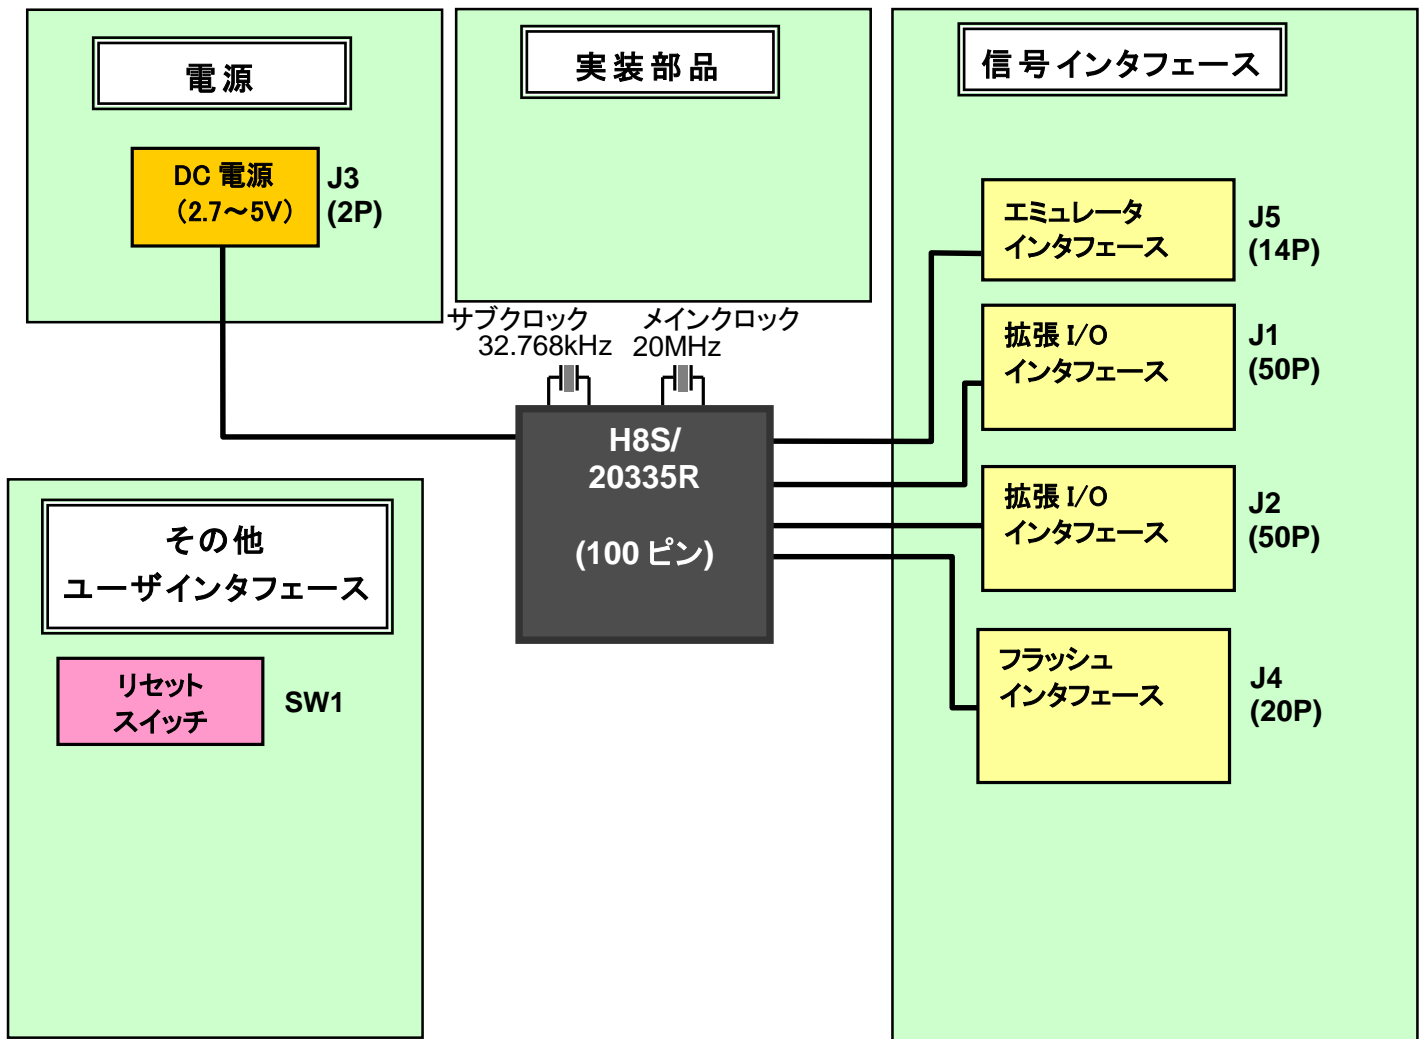 電源
DC 電源
（2.7～5V）
J3
(2P)
実装部品
信号インタフェース
エミュレータ
インタフェース
J5
(14P)
拡張 I/O
インタフェース
J1
(50P)
拡張 I/O
インタフェース
J2
(50P)
フラッシュ
インタフェース
J4
(20P)
サブクロック
32.768kHz
メインクロック
20MHz
H8S/
20335R
(100 ピン)
その他
ユーザインタフェース
リセット
スイッチ
SW1